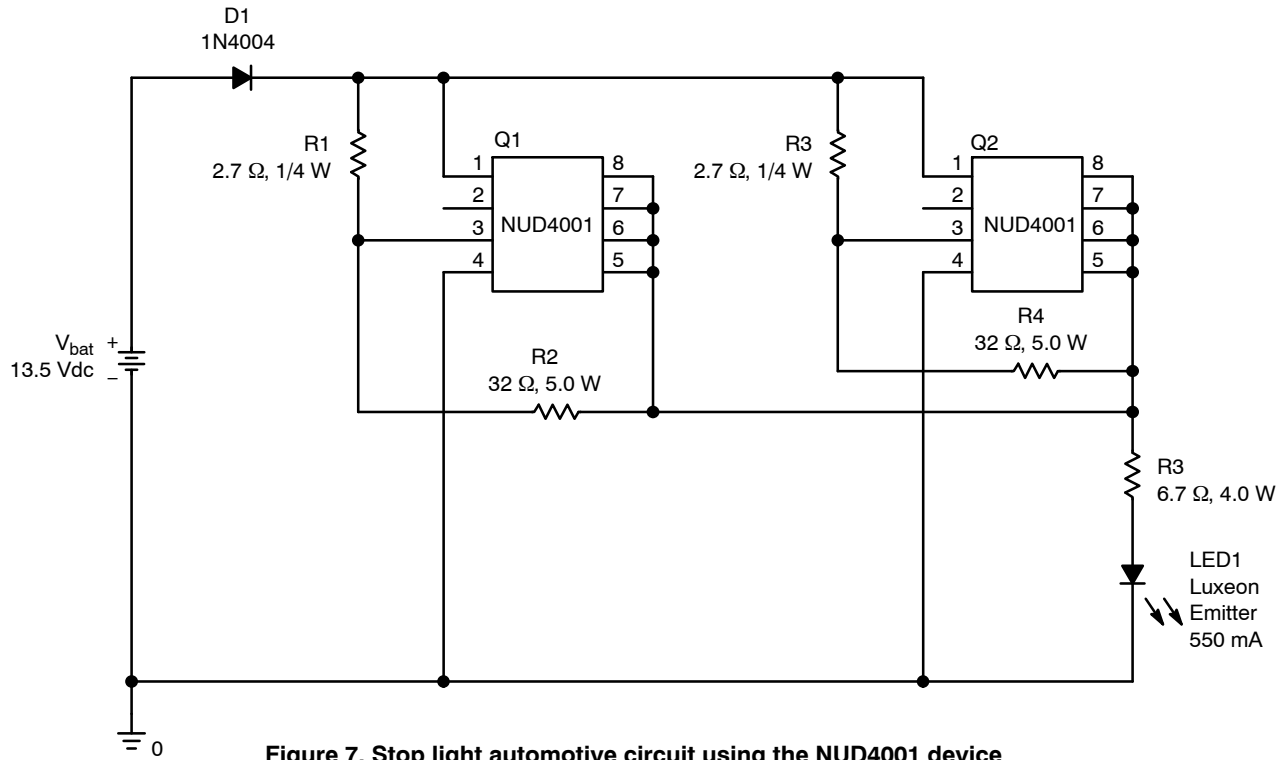 D1
1N4004
R1
2.7 Ω, 1/4 W
Q1
1
2
3
4
NUD4001
8
7
6
5
R3
2.7 Ω, 1/4 W
Q2
1
2
3
4
NUD4001
8
7
6
5
R4
32 Ω, 5.0 W
R2
32 Ω, 5.0 W
Vbat
13.5 Vdc
+
–
R3
6.7 Ω, 4.0 W
LED1
Luxeon
Emitter
550 mA
0
Figure 7. Stop light automotive circuit using the NUD4001 device